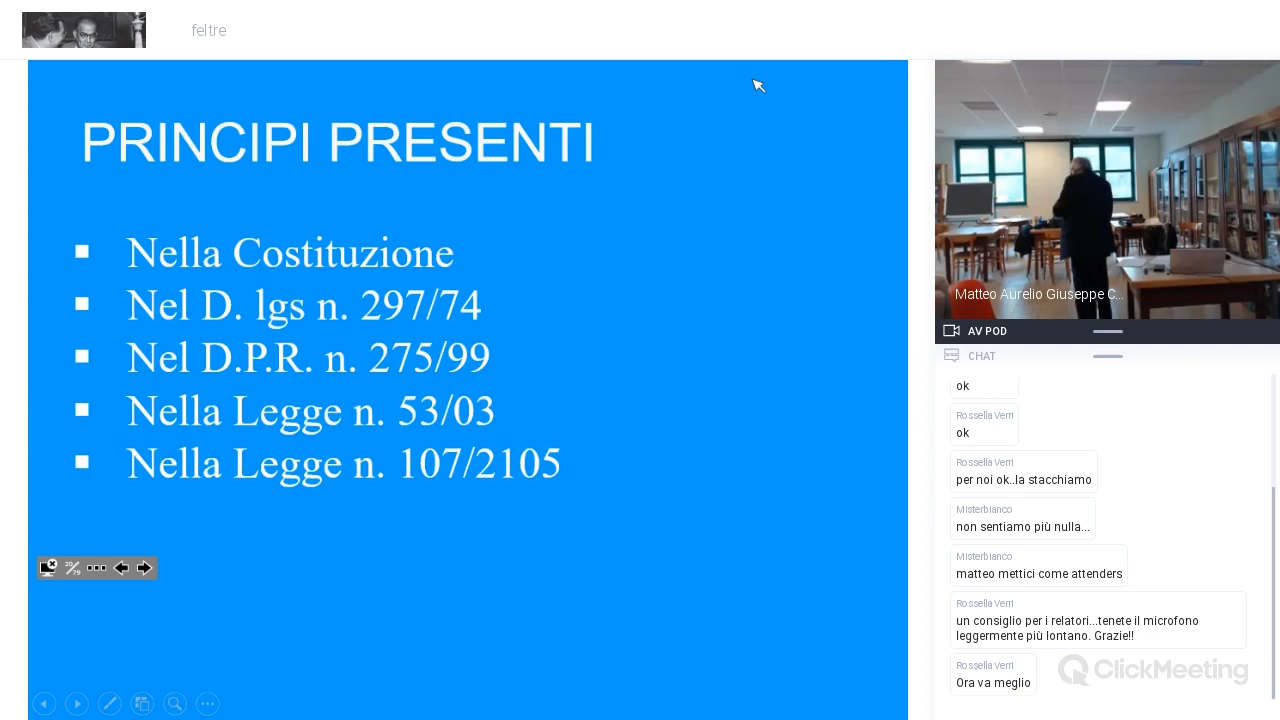 feltre
PRINCIPI PRESENTI
Nella Costituzione
Nel D. lgs n. 297/74
Nel D.P.R. n. 275/99
Nella Legge n. 53/03
Nella Legge n. 107/2105
20/79
Matteo Aurelio Giuseppe C...
AV POD
CHAT
ok
Rossella Verri
ok
Rossella Verri
per noi ok..la stacchiamo
Misterbianco
non sentiamo più nulla...
Misterbianco
matteo mettici come attenders
Rossella Verri
un consiglio per i relatori...tenete il microfono
leggermente più lontano. Grazie!!
Rossella Verri
Ora va meglio
ClickMeeting